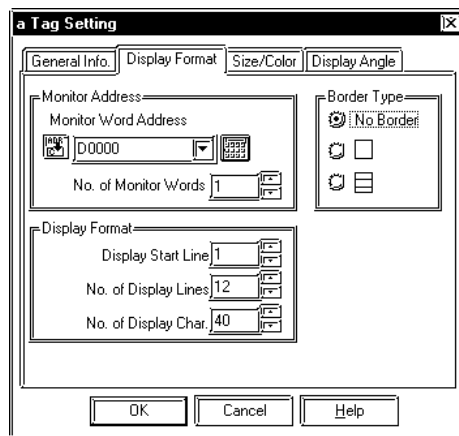 a Tag Setting
General Info. Display Format Size/Color Display Angle
Monitor Address
Monitor Word Address
D0000
No. of Monitor Words 1
Border Type
No Border
Display Format
Display Start Line 1
No. of Display Lines 12
No. of Display Char. 40
OK Cancel Help